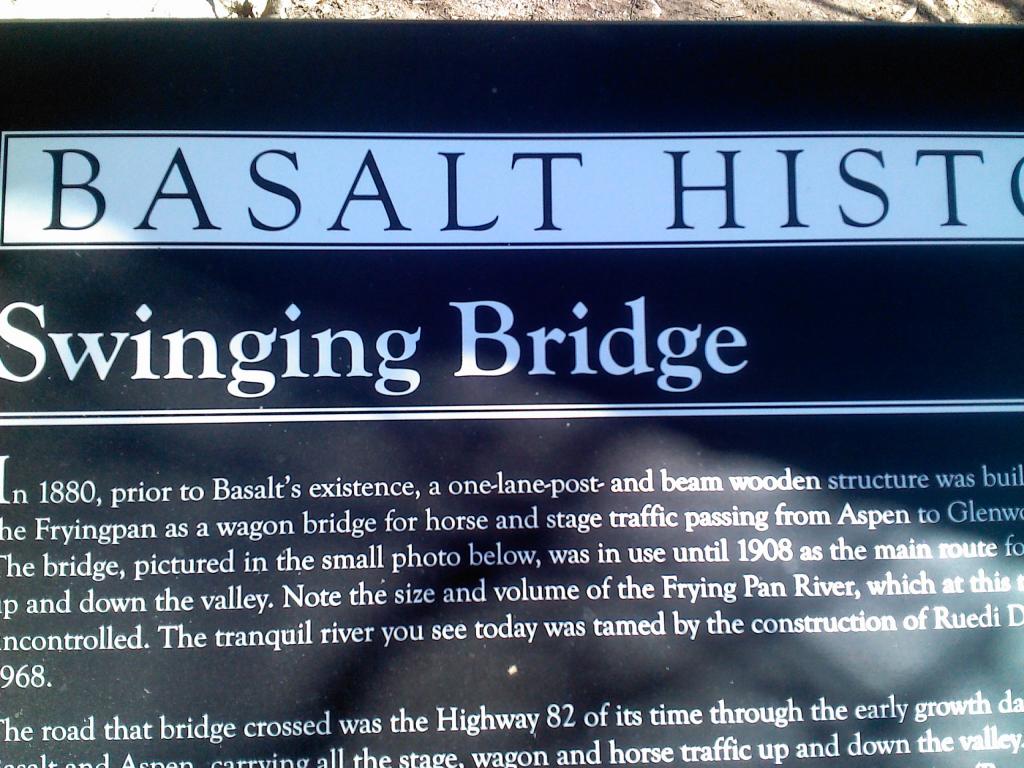 BASALT HISTO
Swinging Bridge
In 1880, prior to Basalt's existence, a one-lane-post- and beam wooden structure was buil
he Fryingpan as a wagon bridge for horse and stage traffic passing from Aspen to Glenwo
The bridge, pictured in the small photo below, was in use until 1908 as the main route fo
up and down the valley. Note the size and volume of the Frying Pan River, which at this t
ncontrolled. The tranquil river you see today was tamed by the construction of Ruedi D
968.
The road that bridge crossed was the Highway 82 of its time through the early growth da
Basalt and Aspen, carrying all the stage, wagon and horse traffic up and down the valley.